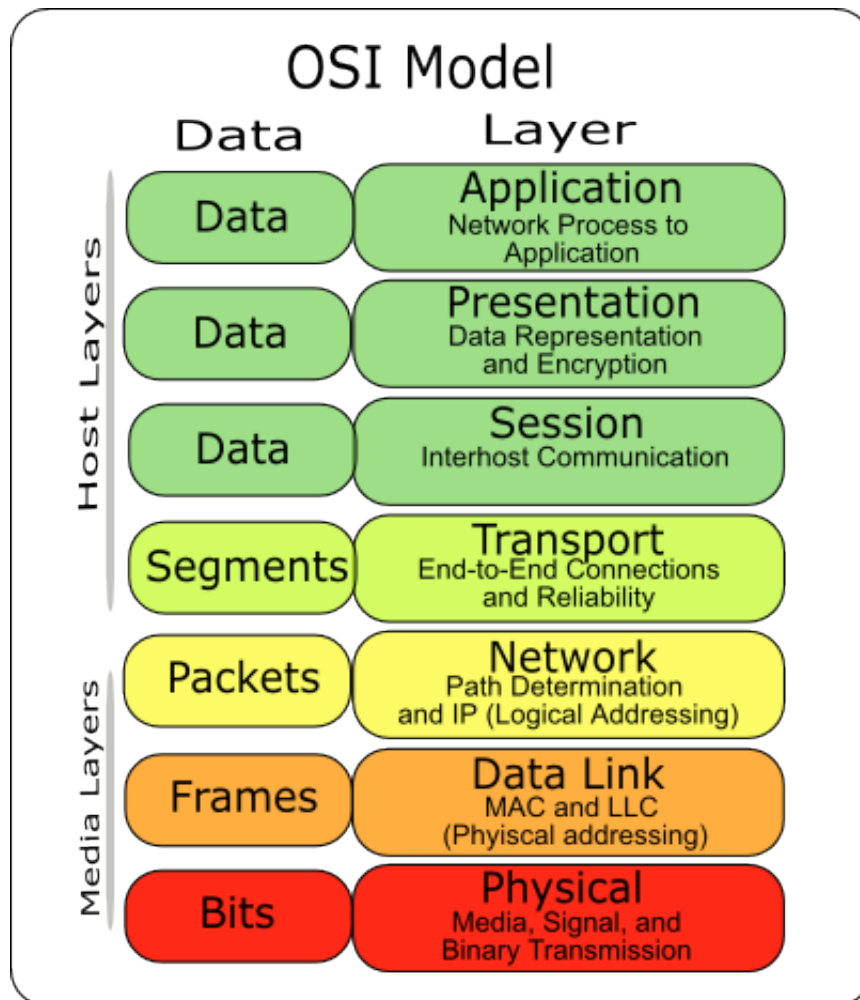 OSI Model
Data Layer
Host Layers
Data
Application
Network Process to
Application
Data
Presentation
Data Representation
and Encryption
Data
Session
Interhost Communication
Segments
Transport
End-to-End Connections
and Reliability
Media Layers
Packets
Network
Path Determination
and IP (Logical Addressing)
Frames
Data Link
MAC and LLC
(Phyiscal addressing)
Bits
Physical
Media, Signal, and
Binary Transmission